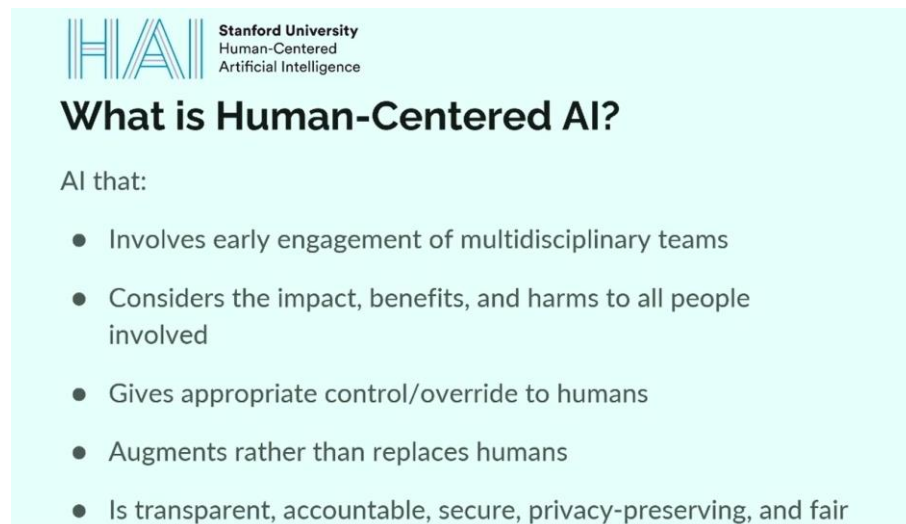 HAI
Stanford University
Human-Centered
Artificial Intelligence
What is Human-Centered AI?
AI that:
● Involves early engagement of multidisciplinary teams
● Considers the impact, benefits, and harms to all people
involved
● Gives appropriate control/override to humans
● Augments rather than replaces humans
● Is transparent, accountable, secure, privacy-preserving, and fair